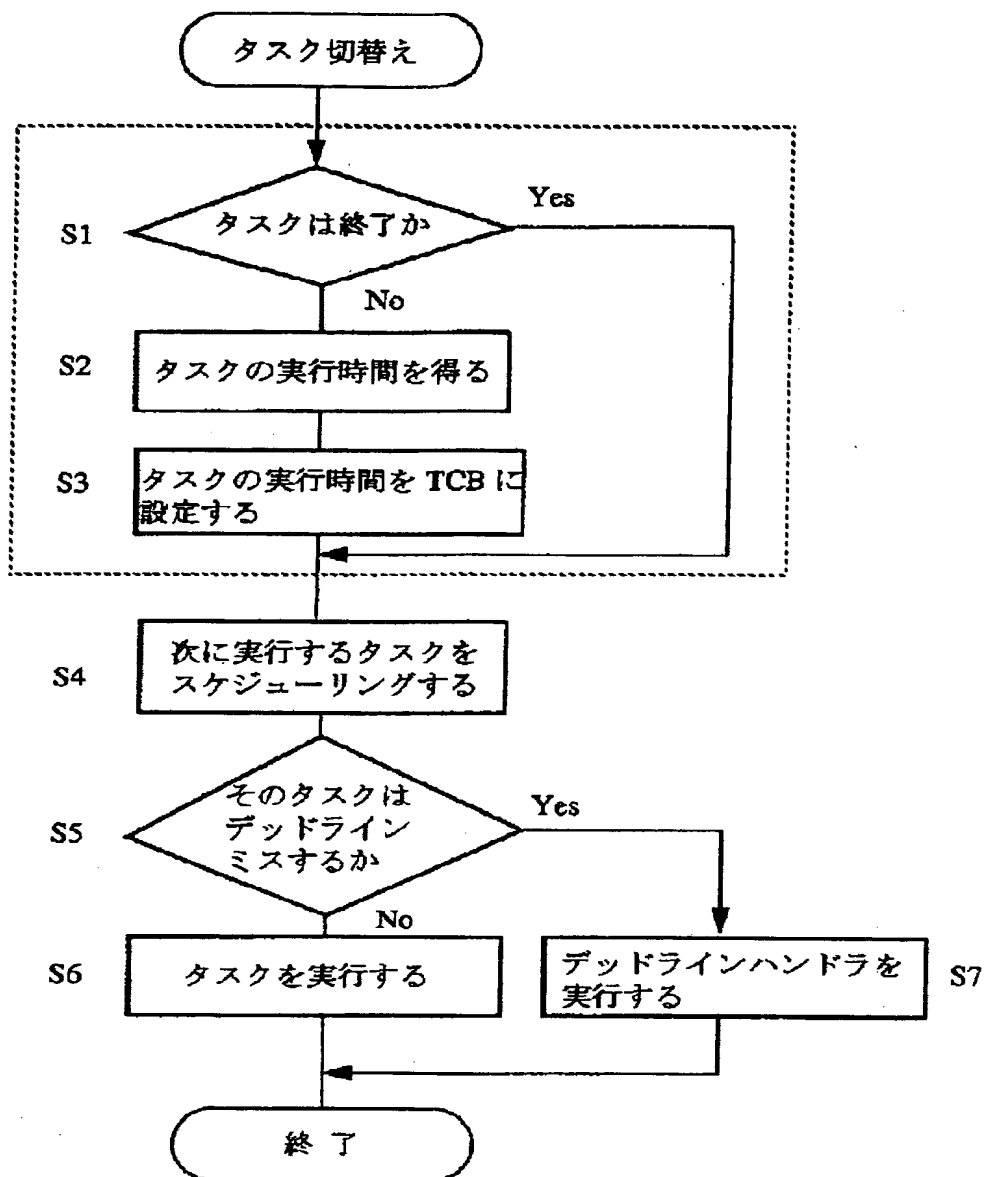 タスク切替え
S1
タスクは終了か
Yes
No
S2
タスクの実行時間を得る
S3
タスクの実行時間を TCB に
設定する
S4
次に実行するタスクを
スケジューリングする
S5
そのタスクは
デッドライン
ミスするか
Yes
No
S6
タスクを実行する
デッドラインハンドラを
実行する
S7
終 了